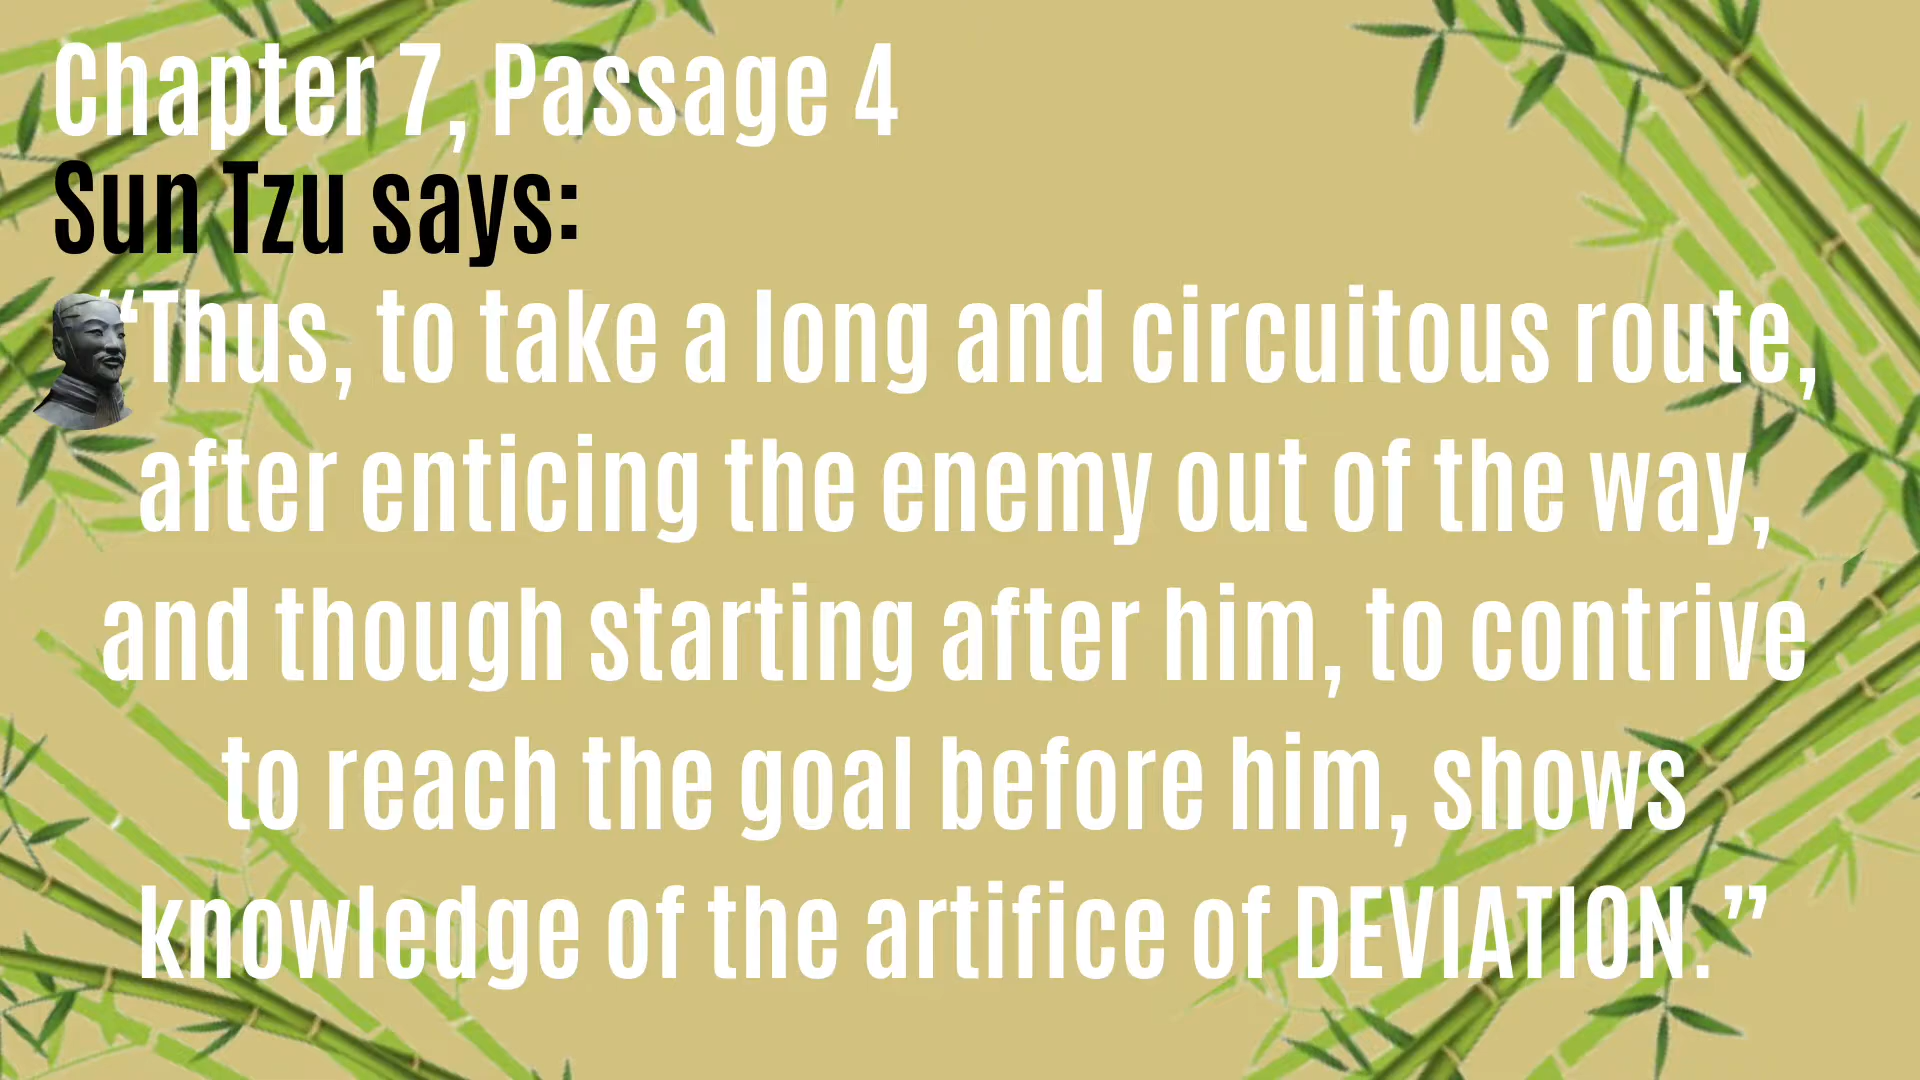 Chapter 7, Passage 4
Sun Tzu says:
“Thus, to take a long and circuitous route,
after enticing the enemy out of the way,
and though starting after him, to contrive
to reach the goal before him, shows
knowledge of the artifice of DEVIATION.”